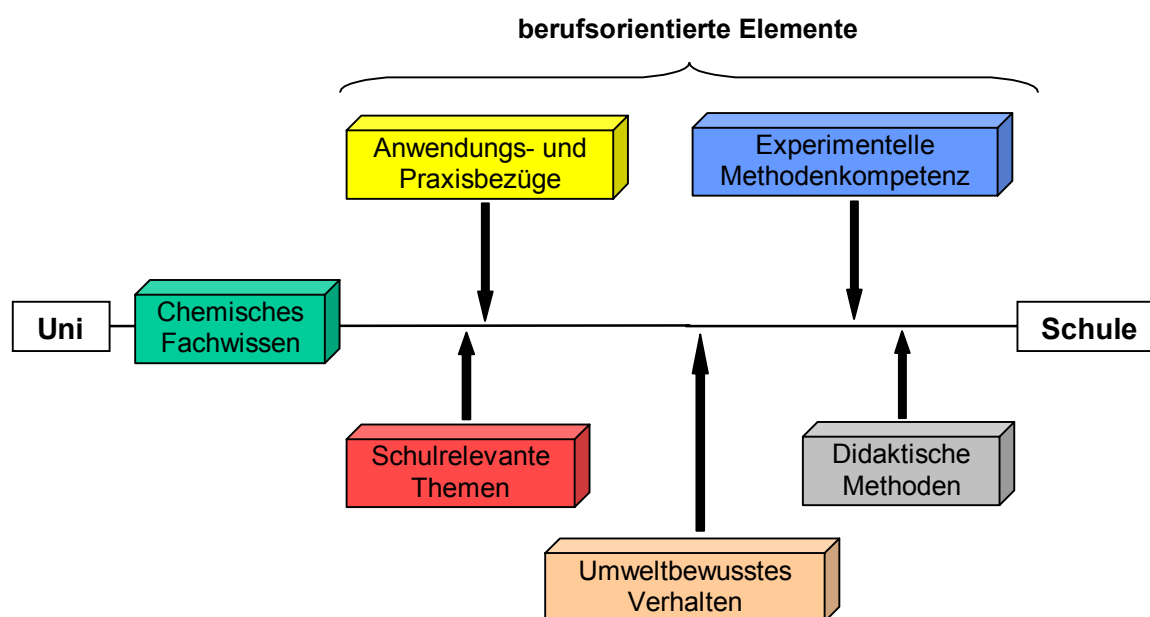 berufsorientierte Elemente
Anwendungs- und
Praxisbezüge
Experimentelle
Methodenkompetenz
Uni
Chemisches
Fachwissen
Schule
Schulrelevante
Themen
Didaktische
Methoden
Umweltbewusstes
Verhalten